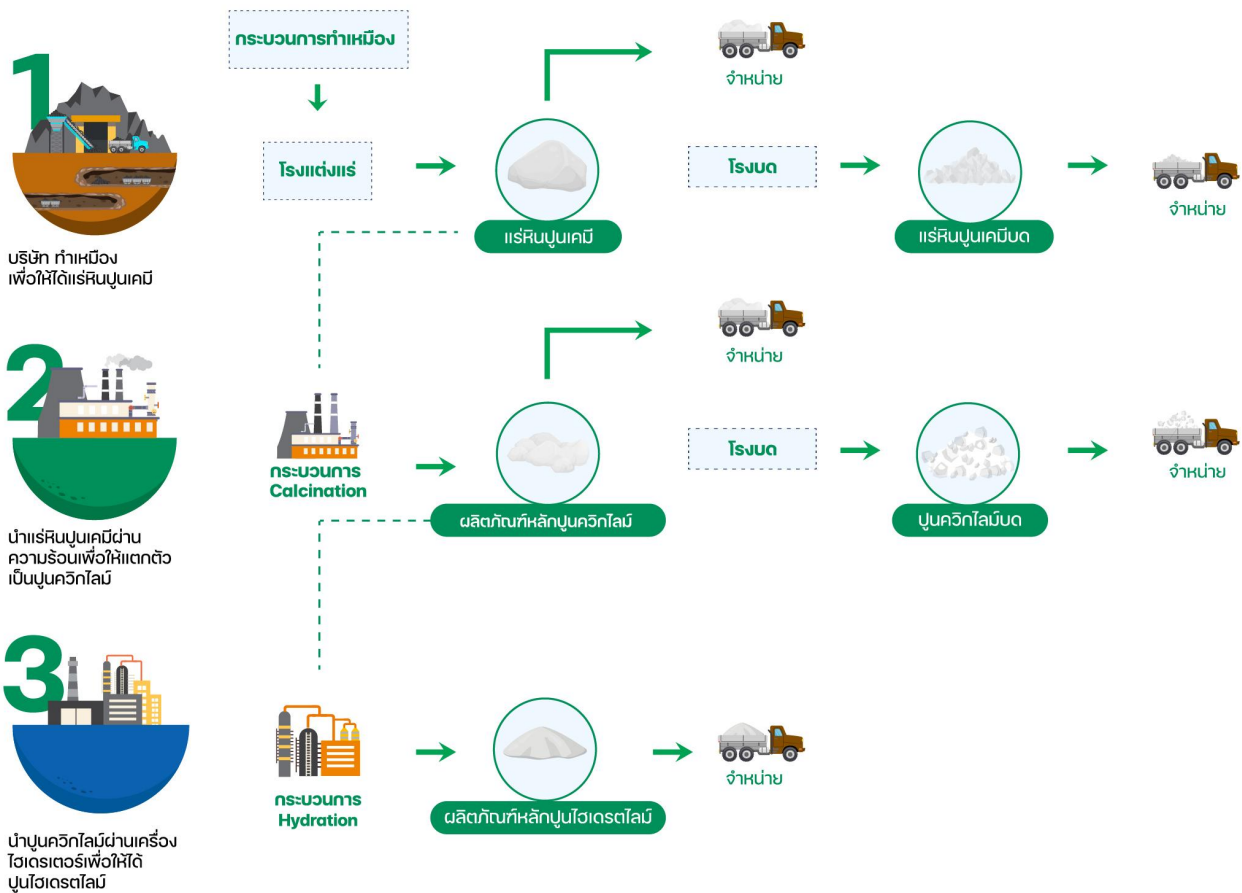 1
บริษัท ทำเหมือง
เพื่อให้ได้แร่หินปูนเคมี
กระบวนการทำเหมือง
โรงแต่งแร่
แร่หินปูนเคมี
จำหน่าย
โรงบด
แร่หินปูนเคมีบด
จำหน่าย
2
นำแร่หินปูนเคมีผ่าน
ความร้อนเพื่อให้แตกตัว
เป็นปูนควิกไลม์
กระบวนการ
Calcination
ผลิตภัณฑ์หลักปูนควิกไลม์
จำหน่าย
โรงบด
ปูนควิกไลม์บด
จำหน่าย
3
นำปูนควิกไลม์ผ่านเครื่อง
ไฮเดรเตอร์เพื่อให้ได้
ปูนไฮเดรตไลม์
กระบวนการ
Hydration
ผลิตภัณฑ์หลักปูนไฮเดรตไลม์
จำหน่าย